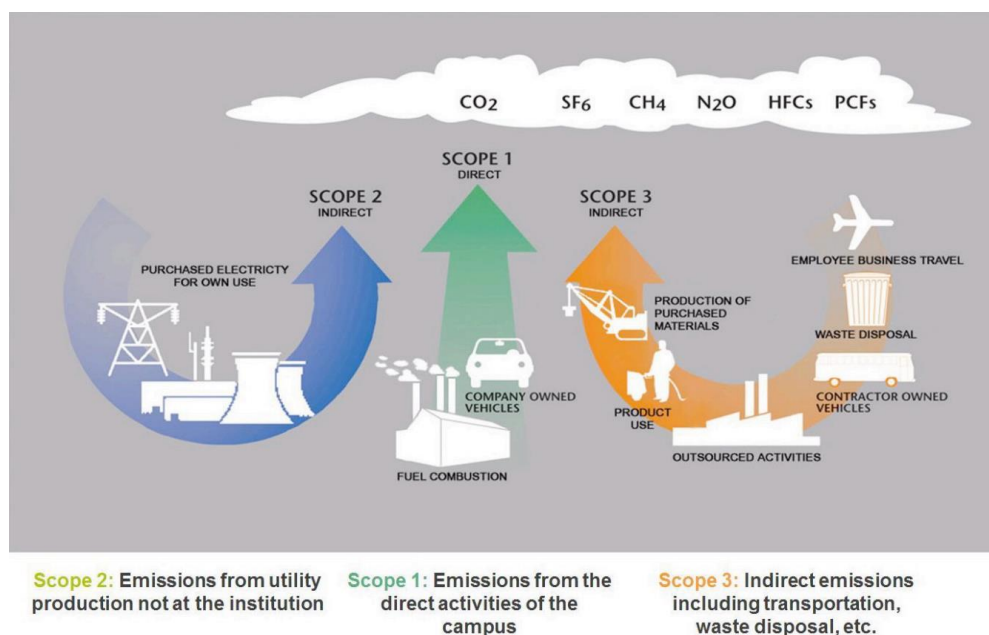 CO2 SF6 CH4 N2O HFCs PCFs
SCOPE 1
DIRECT
SCOPE 2
INDIRECT
SCOPE 3
INDIRECT
PURCHASED ELECTRICTY
FOR OWN USE
EMPLOYEE BUSINESS TRAVEL
PRODUCTION OF
PURCHASED
MATERIALS
WASTE DISPOSAL
COMPANY OWNED
VEHICLES
PRODUCT
USE
CONTRACTOR OWNED
VEHICLES
FUEL COMBUSTION
OUTSOURCED ACTIVITIES
Scope 2: Emissions from utility
production not at the institution
Scope 1: Emissions from the
direct activities of the
campus
Scope 3: Indirect emissions
including transportation,
waste disposal, etc.